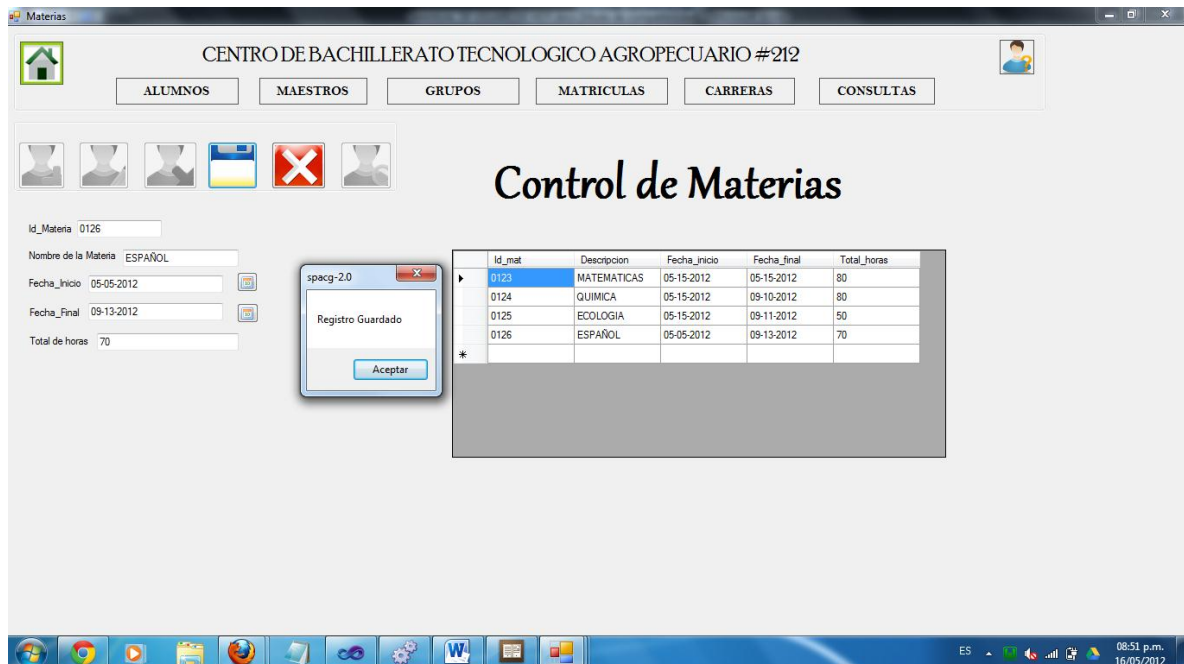 Materias
CENTRO DE BACHILLERATO TECNOLOGICO AGROPECUARIO #212
ALUMNOS MAESTROS GRUPOS MATRICULAS CARRERAS CONSULTAS
Control de Materias
Id_Materia 0126
Nombre de la Materia ESPAÑOL
Fecha_Inicio 05-05-2012
Fecha_Final 09-13-2012
Total de horas 70
spacg-2.0
Registro Guardado
Aceptar
Id_mat Descripcion Fecha_inicio Fecha_final Total_horas
0123 MATEMATICAS 05-15-2012 05-15-2012 80
0124 QUIMICA 05-15-2012 09-10-2012 80
0125 ECOLOGIA 05-15-2012 09-11-2012 50
0126 ESPAÑOL 05-05-2012 09-13-2012 70
ES 08:51 p.m.
16/05/2012